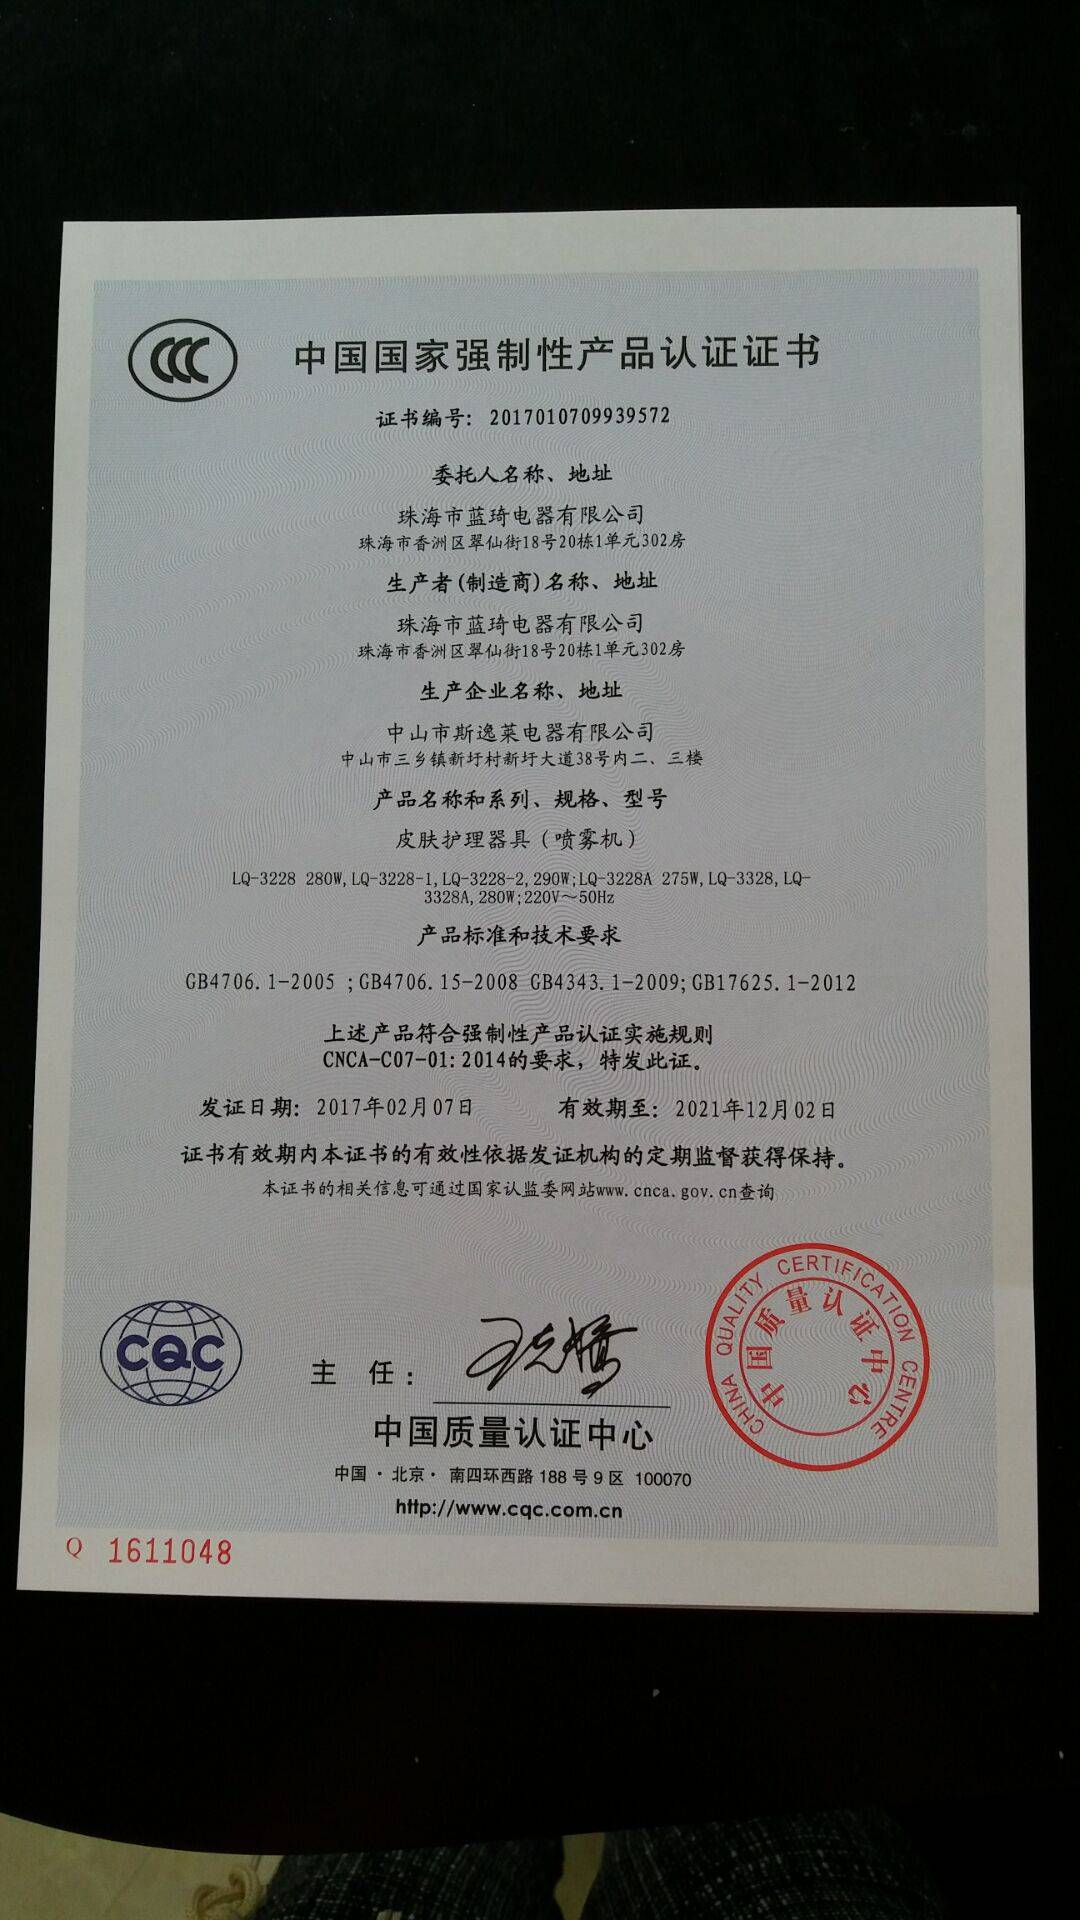 CCC
中国国家强制性产品认证证书
证书编号: 2017010709939572
委托人名称、地址
珠海市蓝琦电器有限公司
珠海市香洲区翠仙街18号20栋1单元302房
生产者(制造商)名称、地址
珠海市蓝琦电器有限公司
珠海市香洲区翠仙街18号20栋1单元302房
生产企业名称、地址
中山市斯逸莱电器有限公司
中山市三乡镇新圩村新圩大道38号内二、三楼
产品名称和系列、规格、型号
皮肤护理器具（喷雾机）
LQ-3228 280W,LQ-3228-1,LQ-3228-2,290W;LQ-3228A 275W,LQ-3328,LQ-
3328A,280W;220V～50Hz
产品标准和技术要求
GB4706.1-2005 ;GB4706.15-2008 GB4343.1-2009;GB17625.1-2012
上述产品符合强制性产品认证实施规则
CNCA-C07-01:2014的要求，特发此证。
发证日期: 2017年02月07日 有效期至: 2021年12月02日
证书有效期内本证书的有效性依据发证机构的定期监督获得保持。
本证书的相关信息可通过国家认监委网站www.cnca.gov.cn查询
CHINA QUALITY CERTIFICATION CENTRE
中国质量认证中心
CQC
主 任:
中国质量认证中心
中国·北京· 南四环西路 188 号 9 区 100070
http://www.cqc.com.cn
Q 1611048